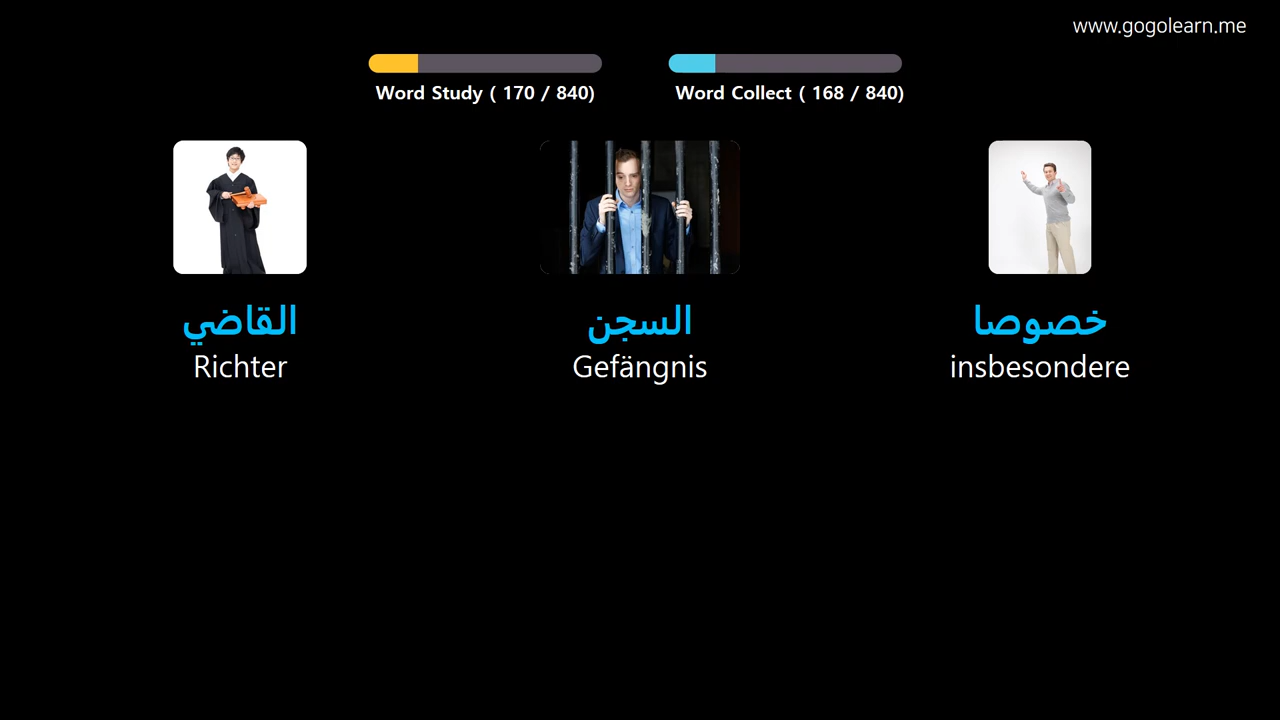 www.gogolearn.me
Word Study ( 170 / 840)
Word Collect ( 168 / 840)
القاضي
Richter
السجن
Gefängnis
خصوصا
insbesondere